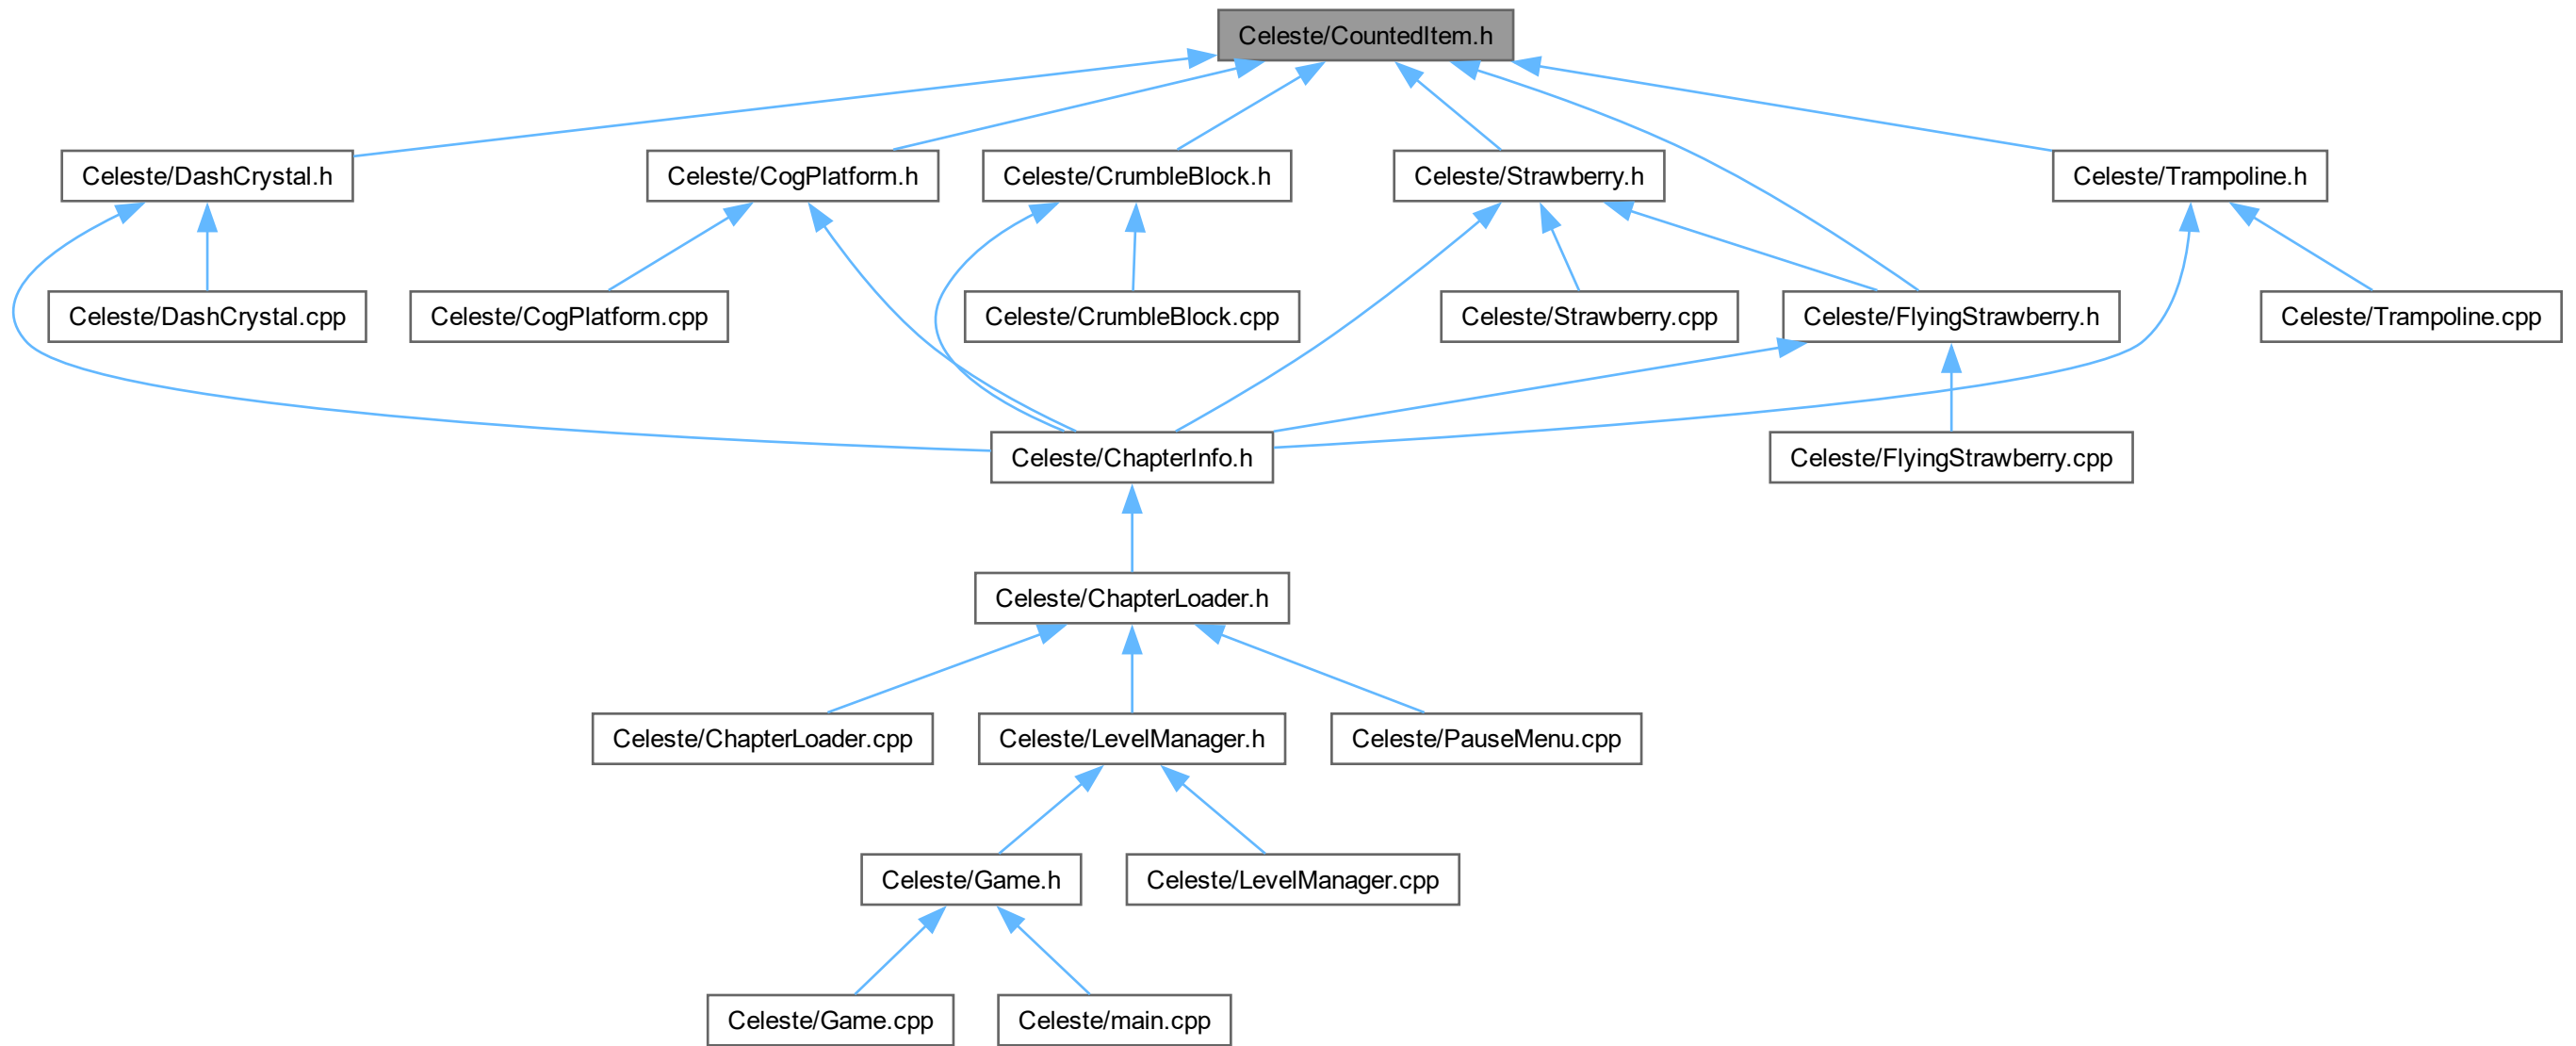 Celeste/CountedItem.h
Celeste/DashCrystal.h
Celeste/CogPlatform.h
Celeste/CrumbleBlock.h
Celeste/Strawberry.h
Celeste/Trampoline.h
Celeste/DashCrystal.cpp
Celeste/CogPlatform.cpp
Celeste/CrumbleBlock.cpp
Celeste/Strawberry.cpp
Celeste/FlyingStrawberry.h
Celeste/Trampoline.cpp
Celeste/ChapterInfo.h
Celeste/FlyingStrawberry.cpp
Celeste/ChapterLoader.h
Celeste/ChapterLoader.cpp
Celeste/LevelManager.h
Celeste/PauseMenu.cpp
Celeste/Game.h
Celeste/LevelManager.cpp
Celeste/Game.cpp
Celeste/main.cpp